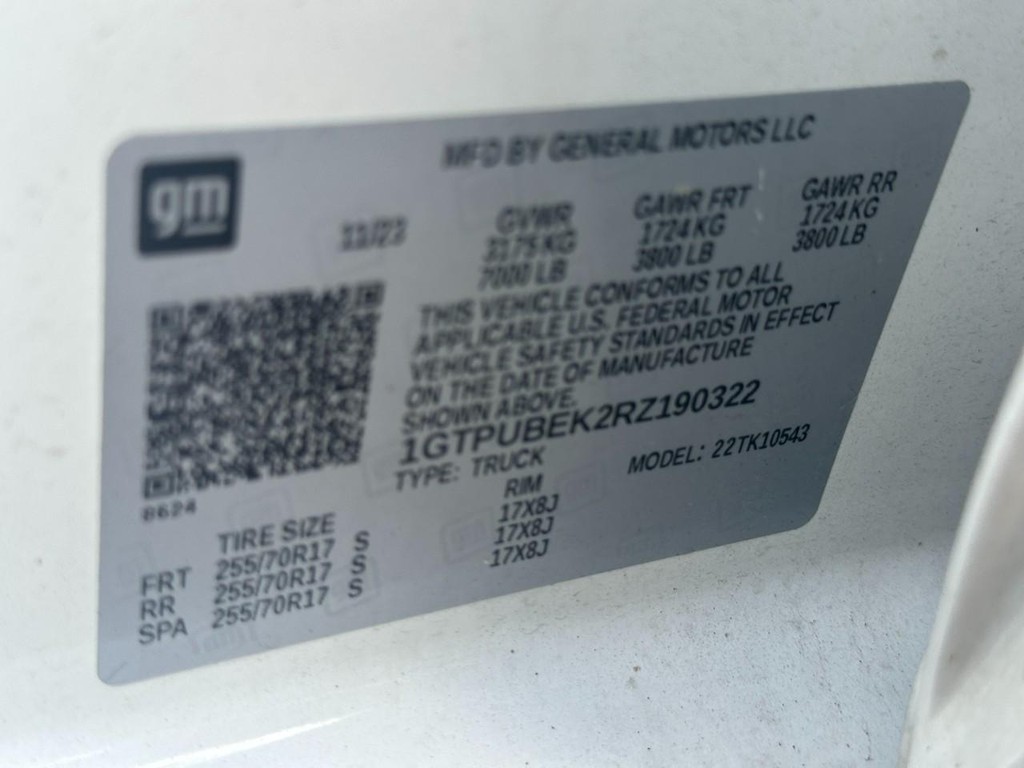 MFD BY GENERAL MOTORS LLC
gm
GVWR GAWR FRT GAWR RR
3175 KG 1724 KG 1724 KG
7000 LB 3800 LB 3800 LB
THIS VEHICLE CONFORMS TO ALL
APPLICABLE U.S. FEDERAL MOTOR
VEHICLE SAFETY STANDARDS IN EFFECT
ON THE DATE OF MANUFACTURE
SHOWN ABOVE.
1GTPUBEK2RZ190322
TYPE: TRUCK MODEL: 22TK10543
8624
TIRE SIZE RIM
FRT 255/70R17 S 17X8J
RR 255/70R17 S 17X8J
SPA 255/70R17 S 17X8J